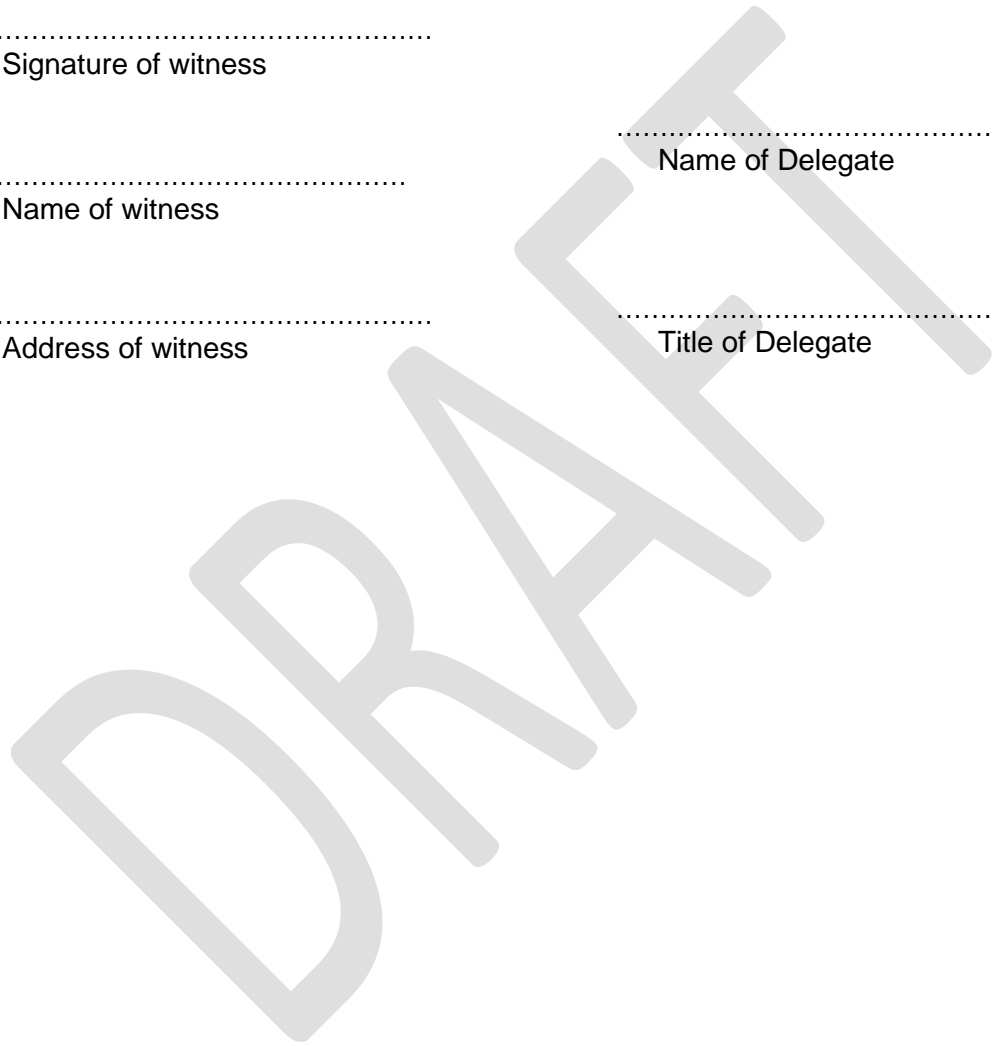 ................................................
Signature of witness
.............................................
Name of witness
................................................
Address of witness
..........................................
Name of Delegate
..........................................
Title of Delegate
DRAFT